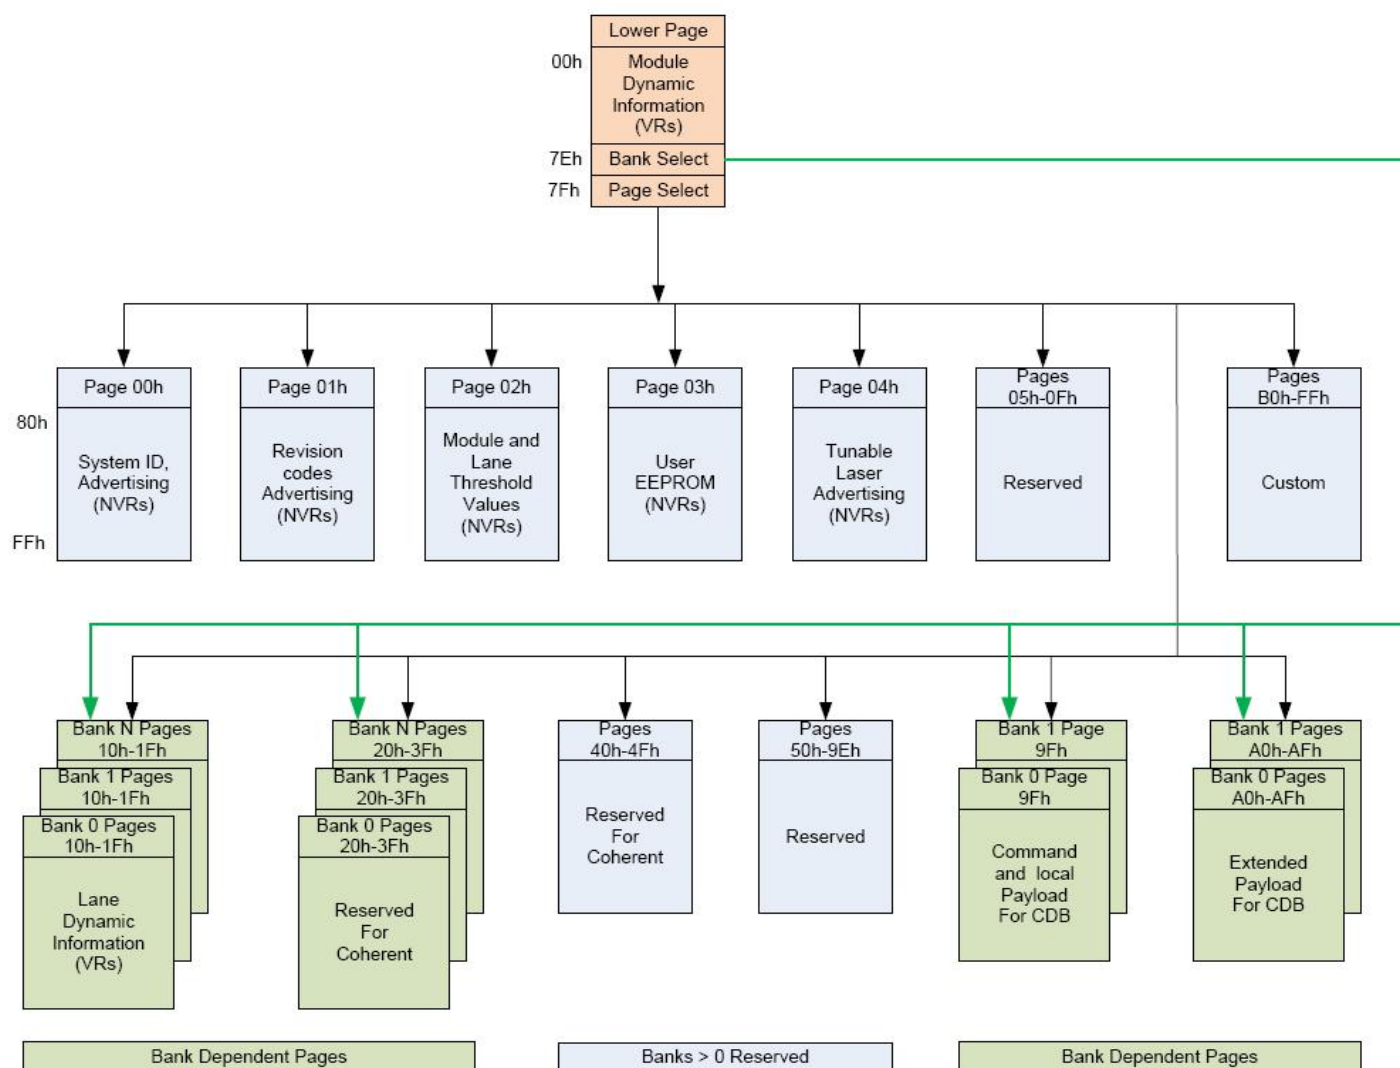 Lower Page
00h
Module
Dynamic
Information
(VRs)
7Eh
Bank Select
7Fh
Page Select
Page 00h
80h
System ID,
Advertising
(NVRs)
FFh
Page 01h
Revision
codes
Advertising
(NVRs)
Page 02h
Module and
Lane
Threshold
Values
(NVRs)
Page 03h
User
EEPROM
(NVRs)
Page 04h
Tunable
Laser
Advertising
(NVRs)
Pages
05h-0Fh
Reserved
Pages
B0h-FFh
Custom
Bank N Pages
10h-1Fh
Bank 1 Pages
10h-1Fh
Bank 0 Pages
10h-1Fh
Lane
Dynamic
Information
(VRs)
Bank N Pages
20h-3Fh
Bank 1 Pages
20h-3Fh
Bank 0 Pages
20h-3Fh
Reserved
For
Coherent
Pages
40h-4Fh
Reserved
For
Coherent
Pages
50h-9Eh
Reserved
Bank 1 Page
9Fh
Bank 0 Page
9Fh
Command
and local
Payload
For CDB
Bank 1 Pages
A0h-AFh
Bank 0 Pages
A0h-AFh
Extended
Payload
For CDB
Bank Dependent Pages
Banks > 0 Reserved
Bank Dependent Pages